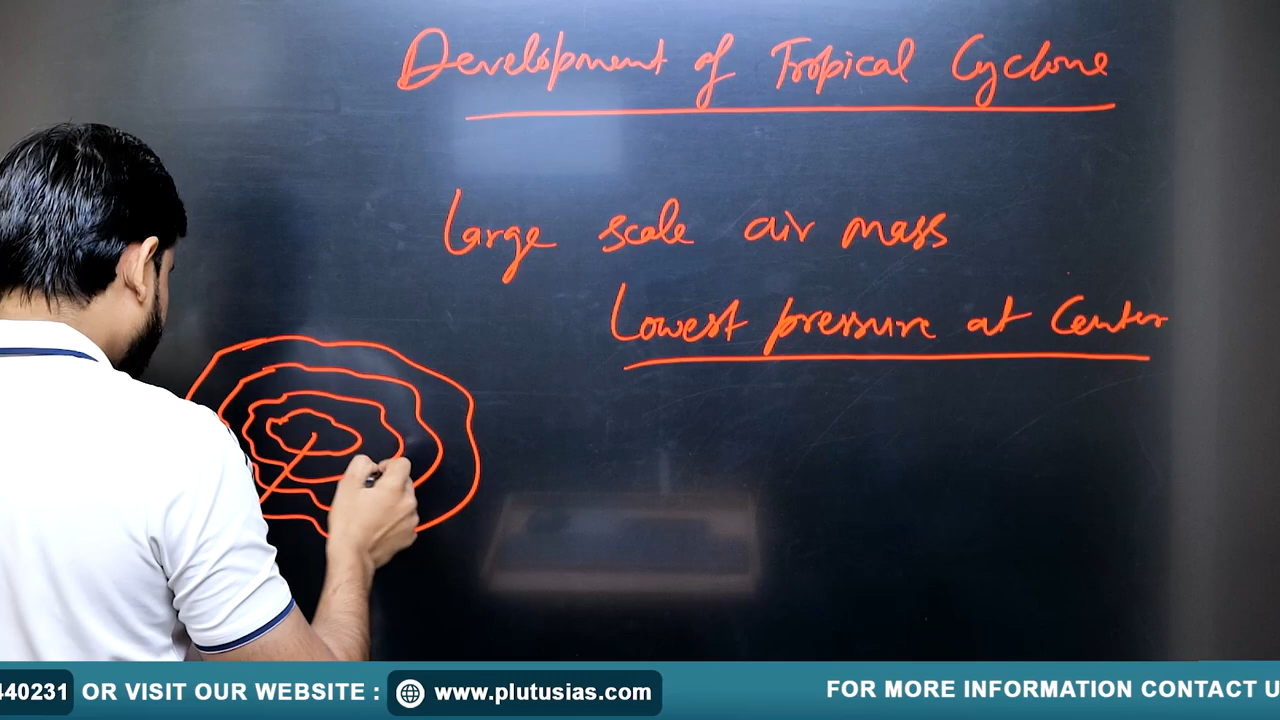 Development of Tropical Cyclone
Large scale air mass
Lowest pressure at Center
440231 OR VISIT OUR WEBSITE : www.plutusias.com FOR MORE INFORMATION CONTACT U